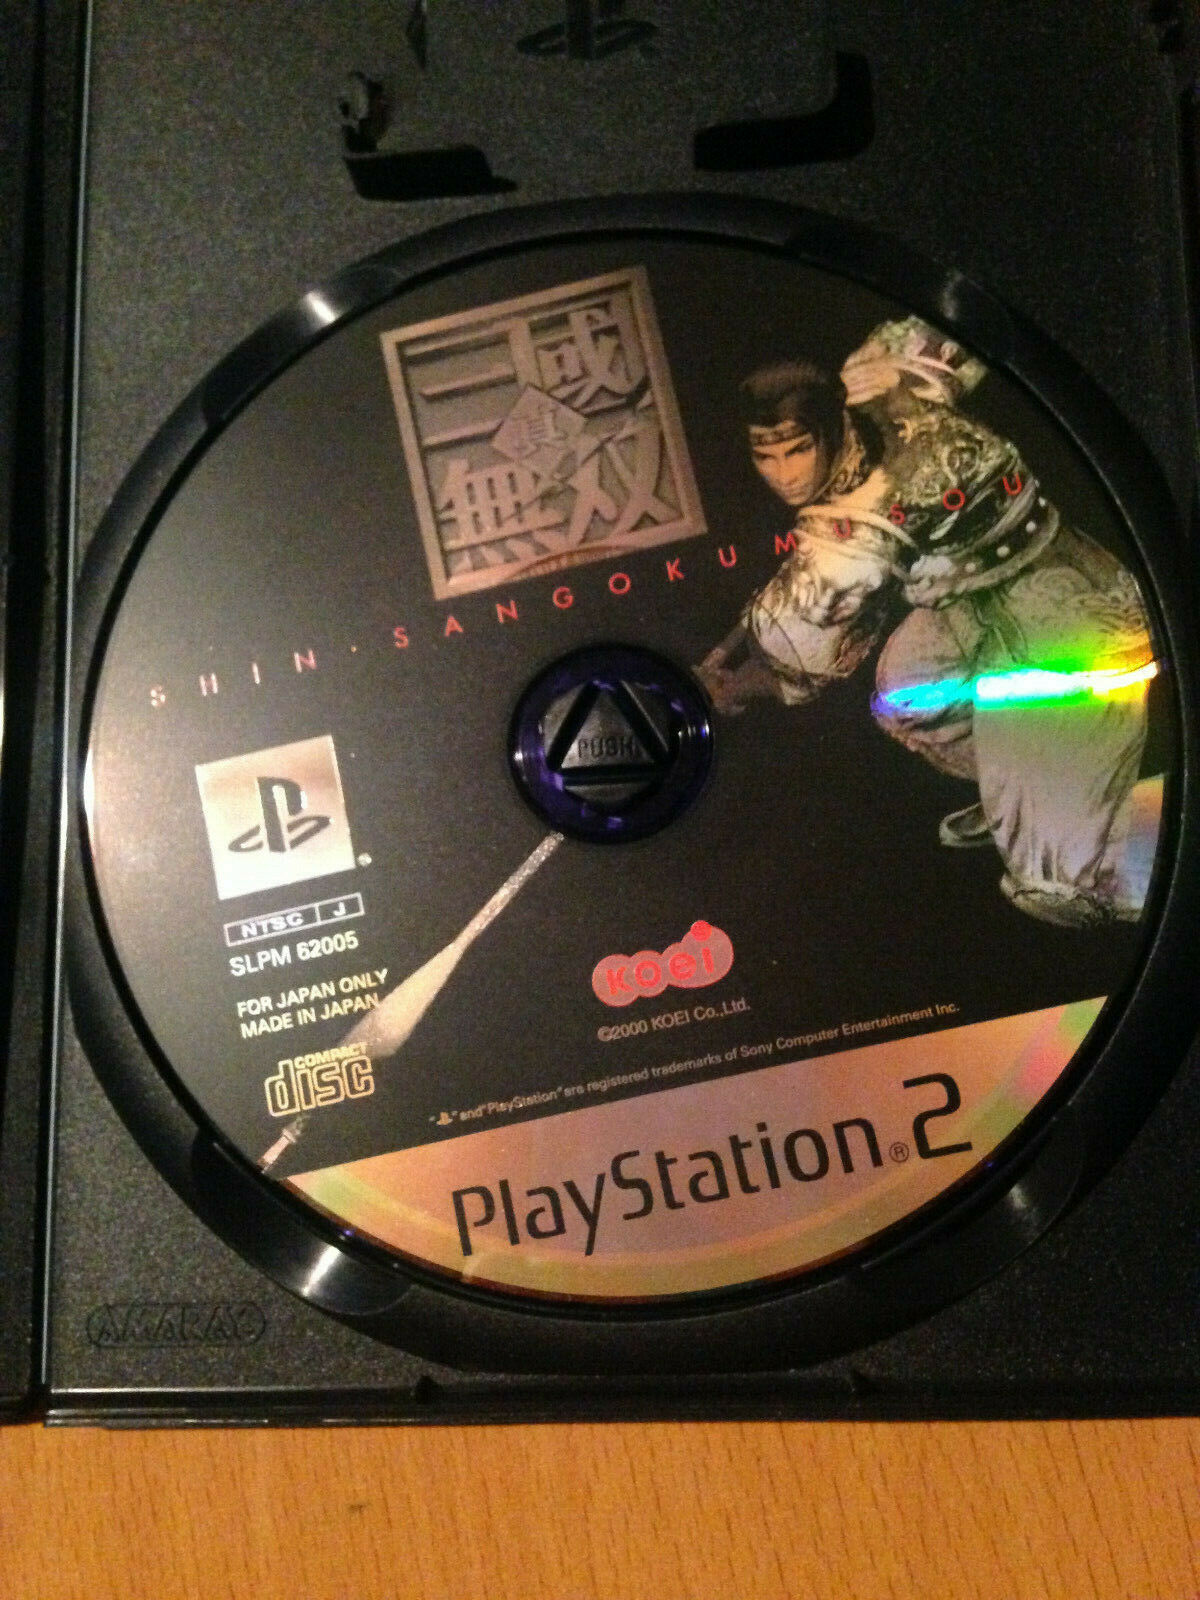 三國
真
無双
SHIN・SANGOKUMUSOU
PUSH
NTSC J
SLPM 62005
FOR JAPAN ONLY
MADE IN JAPAN
COMPACT
disc
KOEI
©2000 KOEI Co.,Ltd.
" " and "PlayStation" are registered trademarks of Sony Computer Entertainment Inc.
PlayStation®2
AMARAY